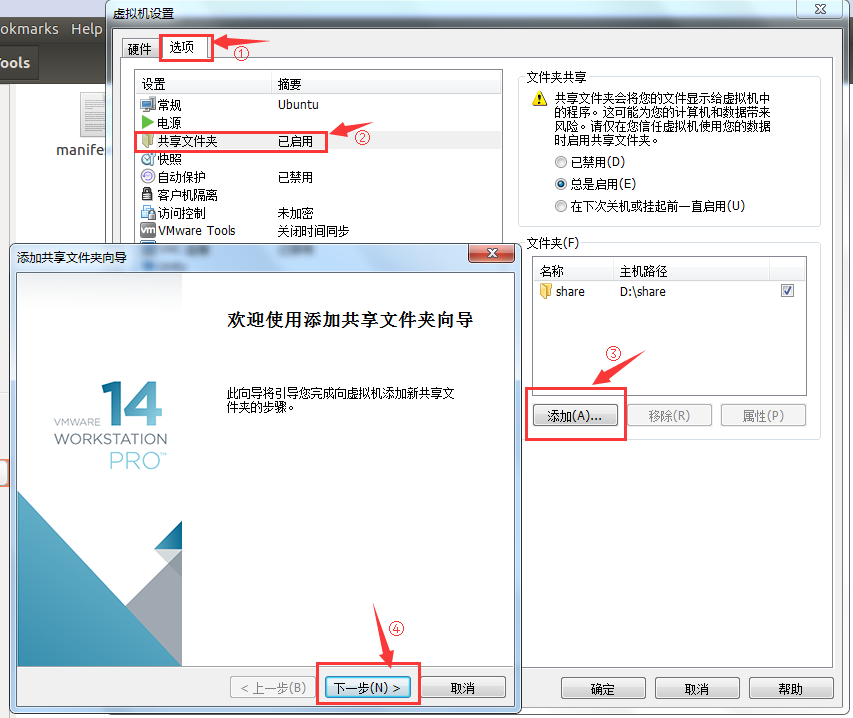 虚拟机设置
okmarks Help
ools
manife
硬件 选项
①
设置 摘要
常规 Ubuntu
电源
共享文件夹 已启用
②
快照
自动保护 已禁用
客户机隔离
访问控制 未加密
vm VMware Tools 关闭时间同步
文件夹共享
共享文件夹会将您的文件显示给虚拟机中
的程序。这可能为您的计算机和数据带来
风险。请仅在您信任虚拟机使用您的数据
时启用共享文件夹。
已禁用(D)
总是启用(E)
在下次关机或挂起前一直启用(U)
文件夹(F)
名称 主机路径
share D:\share
③
添加(A)... 移除(R) 属性(P)
添加共享文件夹向导
欢迎使用添加共享文件夹向导
此向导将引导您完成向虚拟机添加新共享文
件夹的步骤。
VMWARE 14
WORKSTATION
PRO™
④
< 上一步(B) 下一步(N) > 取消
确定 取消 帮助